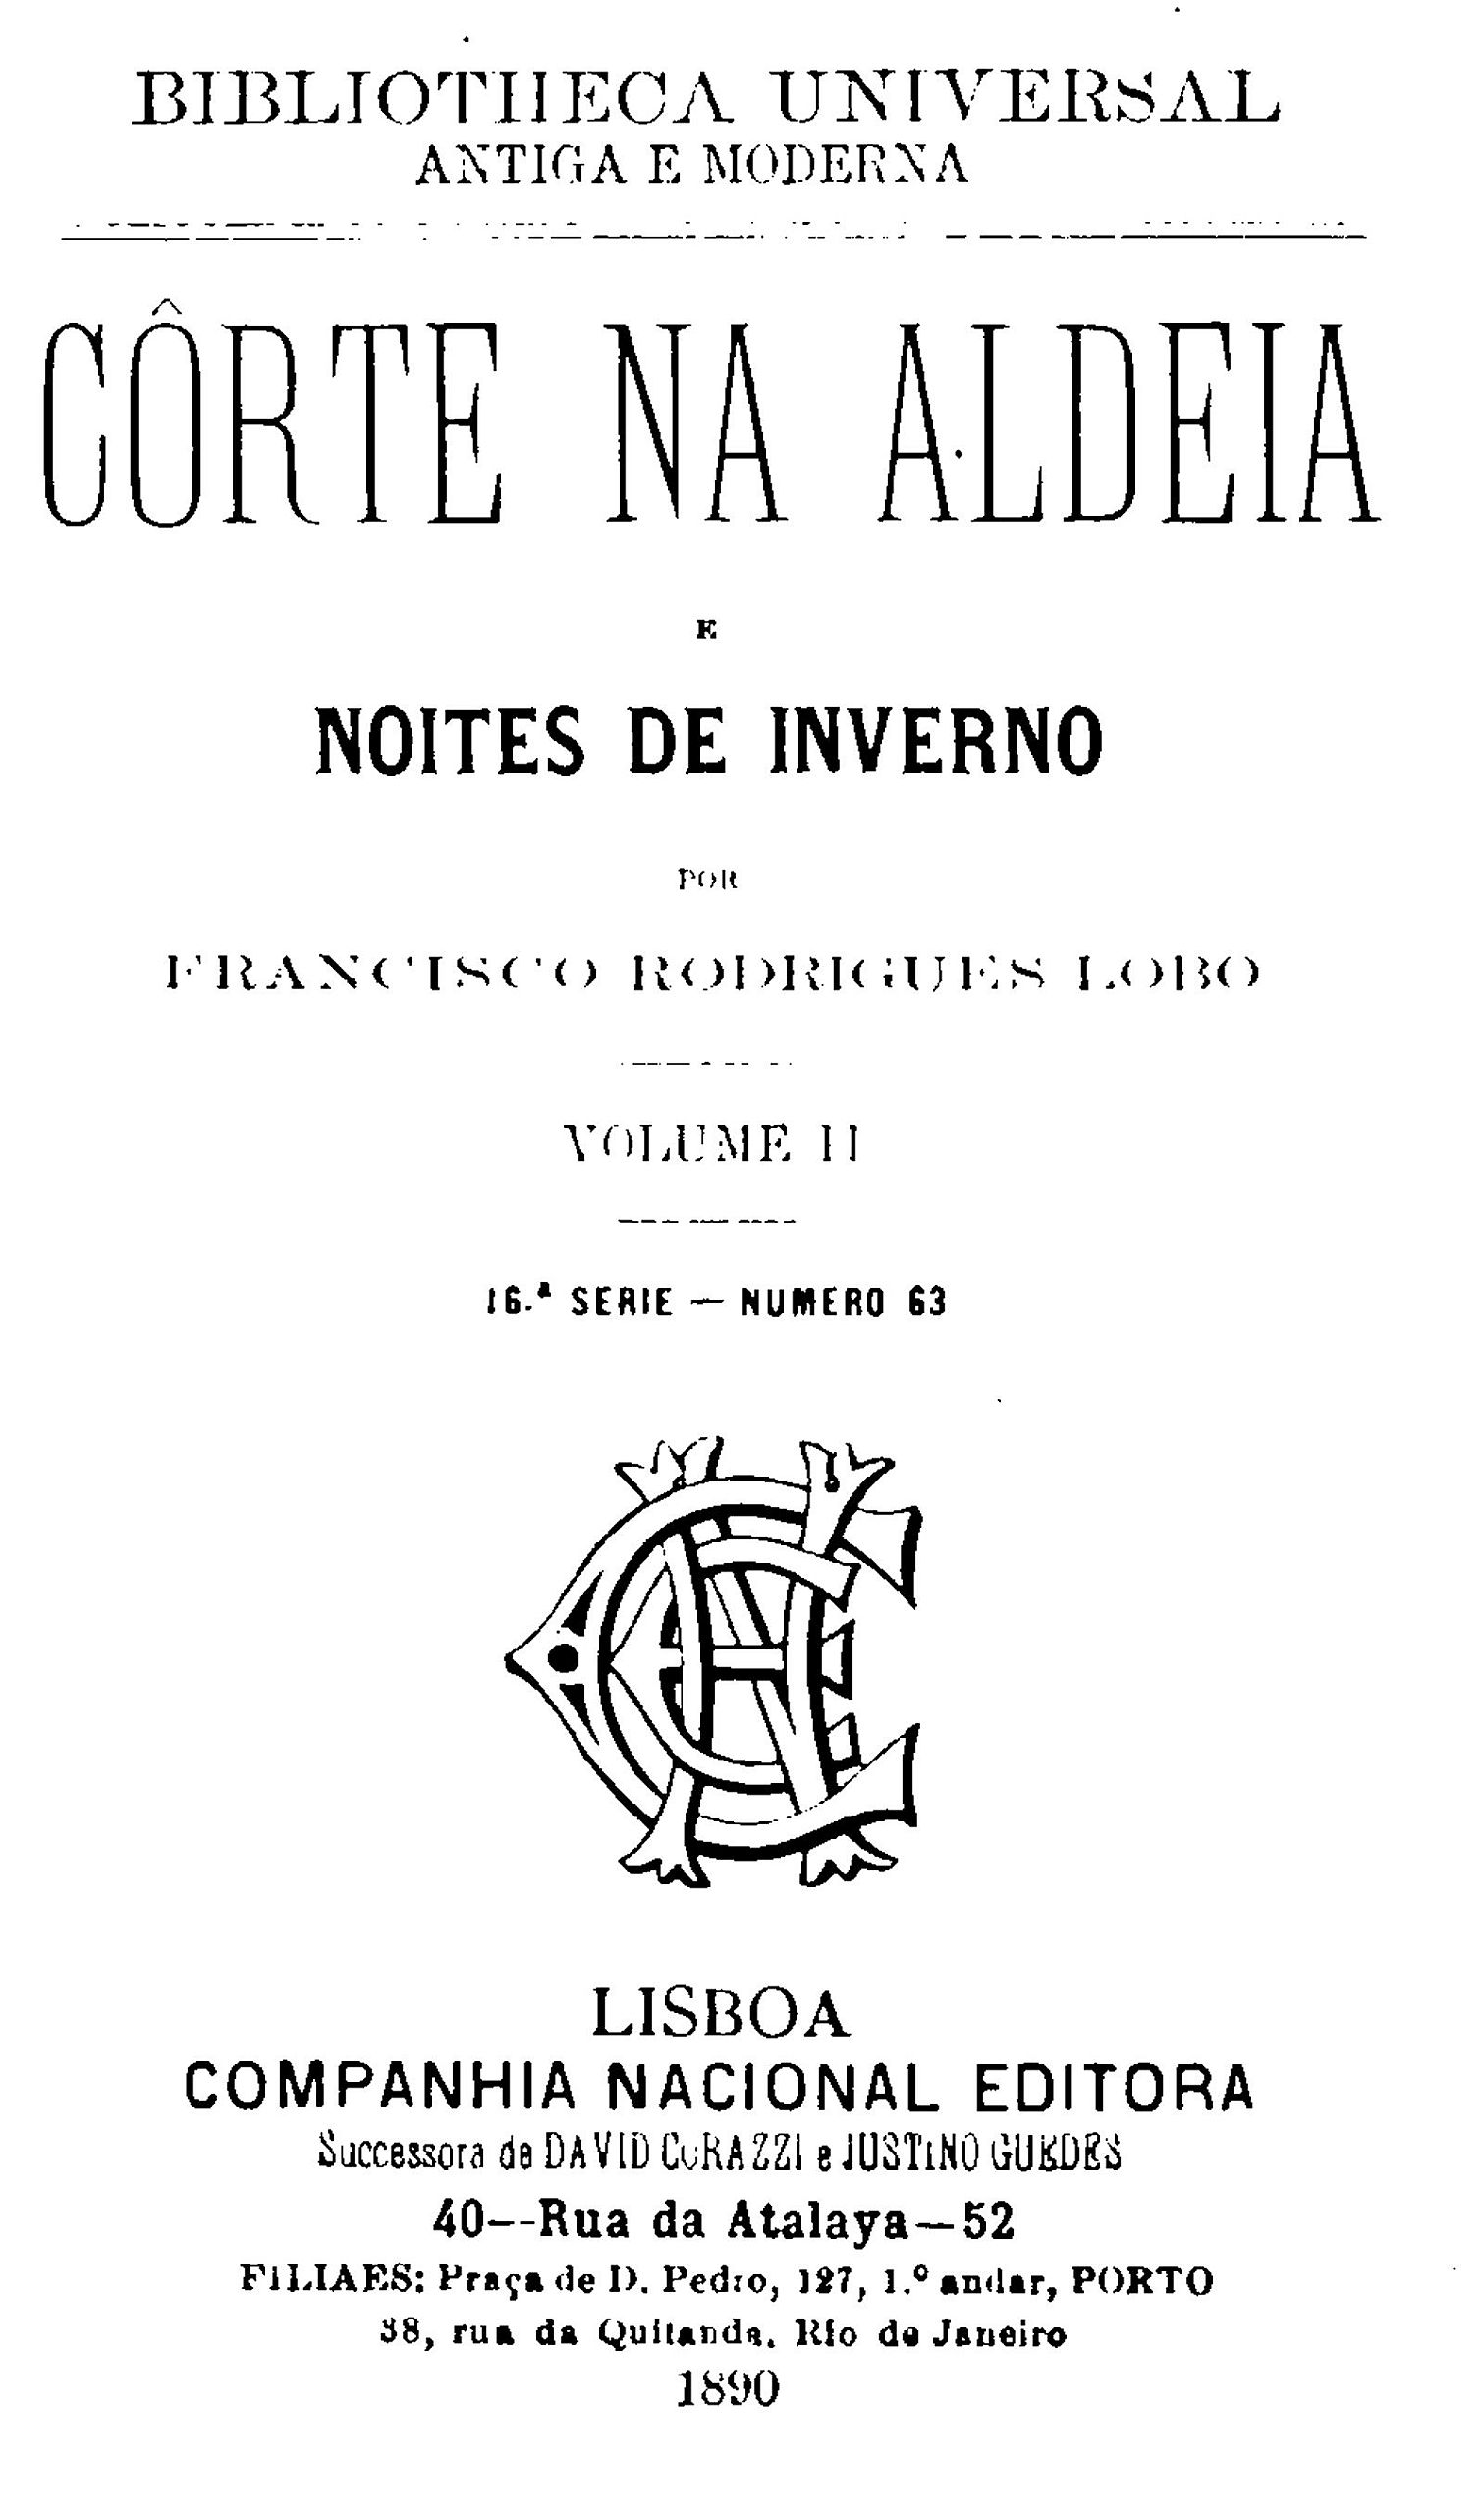 BIBLIOTHECA UNIVERSAL
ANTIGA E MODERNA
CÔRTE NA ALDEIA
E
NOITES DE INVERNO
POR
FRANCISCO RODRIGUES LOBO
VOLUME II
16.ª SERIE — NUMERO 63
LISBOA
COMPANHIA NACIONAL EDITORA
Successora de DAVID CORAZZI e JUSTINO GUEDES
40--Rua da Atalaya—52
FILIAES: Praça de D. Pedro, 127, 1.º andar, PORTO
38, rua da Quitanda, Rio de Janeiro
1890